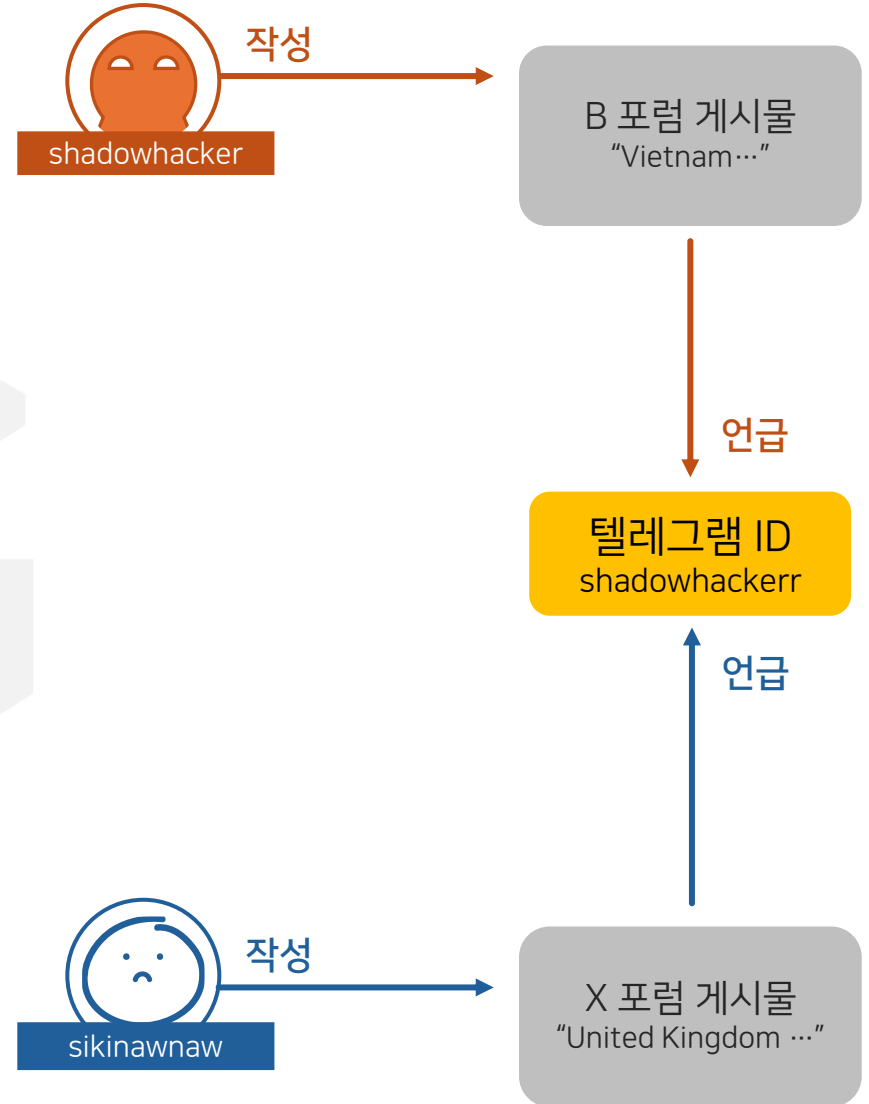 작성
shadowhacker
B 포럼 게시물
“Vietnam…”
언급
텔레그램 ID
shadowhackerr
언급
작성
sikinawnaw
X 포럼 게시물
“United Kingdom …”